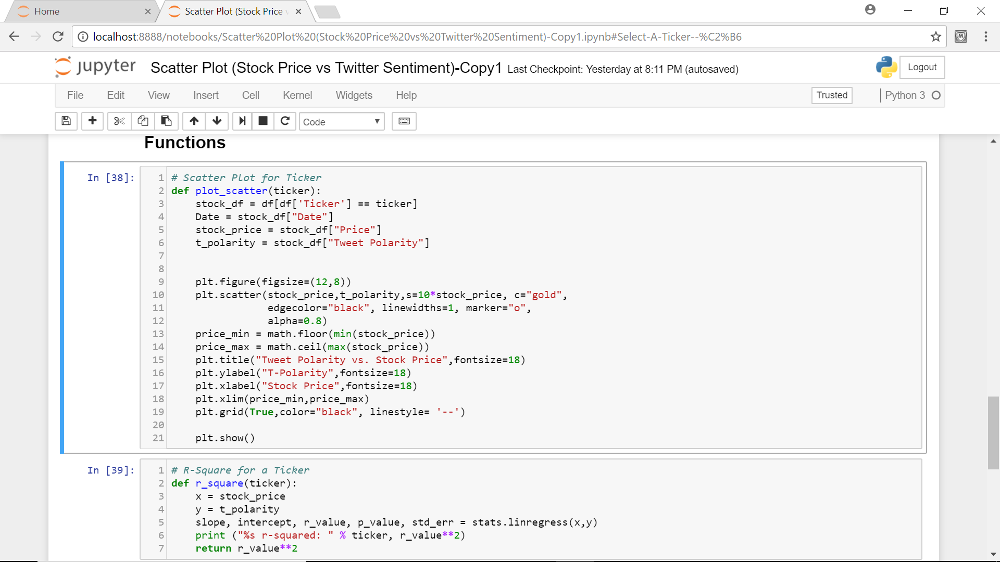 Home
Scatter Plot (Stock Price v
localhost:8888/notebooks/Scatter%20Plot%20(Stock%20Price%20vs%20Twitter%20Sentiment)-Copy1.ipynb#Select-A-Ticker--%C2%B6
jupyter Scatter Plot (Stock Price vs Twitter Sentiment)-Copy1 Last Checkpoint: Yesterday at 8:11 PM (autosaved) Logout
File Edit View Insert Cell Kernel Widgets Help Trusted Python 3
Code
Functions
In [38]:
1 # Scatter Plot for Ticker
2 def plot_scatter(ticker):
3     stock_df = df[df['Ticker'] == ticker]
4     Date = stock_df["Date"]
5     stock_price = stock_df["Price"]
6     t_polarity = stock_df["Tweet Polarity"]
7
8
9     plt.figure(figsize=(12,8))
10     plt.scatter(stock_price,t_polarity,s=10*stock_price, c="gold",
11                 edgecolor="black", linewidths=1, marker="o",
12                 alpha=0.8)
13     price_min = math.floor(min(stock_price))
14     price_max = math.ceil(max(stock_price))
15     plt.title("Tweet Polarity vs. Stock Price",fontsize=18)
16     plt.ylabel("T-Polarity",fontsize=18)
17     plt.xlabel("Stock Price",fontsize=18)
18     plt.xlim(price_min,price_max)
19     plt.grid(True,color="black", linestyle= '--')
20
21     plt.show()
In [39]:
1 # R-Square for a Ticker
2 def r_square(ticker):
3     x = stock_price
4     y = t_polarity
5     slope, intercept, r_value, p_value, std_err = stats.linregress(x,y)
6     print ("%s r-squared: " % ticker, r_value**2)
7     return r_value**2